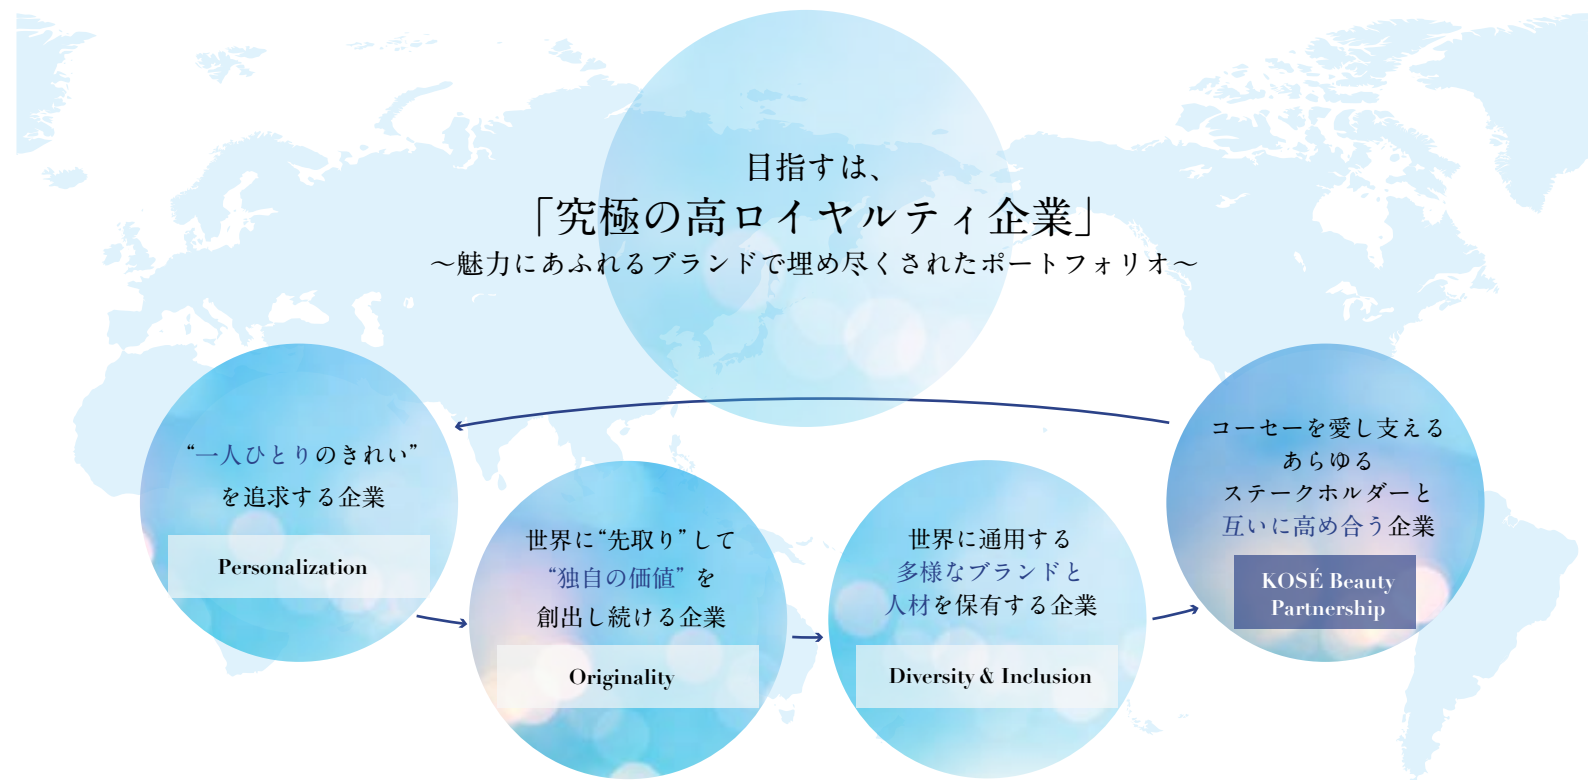 目指すは、
「究極の高ロイヤルティ企業」
～魅力にあふれるブランドで埋め尽くされたポートフォリオ～
“一人ひとりのきれい”
を追求する企業
Personalization
世界に“先取り”して
“独自の価値” を
創出し続ける企業
Originality
世界に通用する
多様なブランドと
人材を保有する企業
Diversity & Inclusion
コーセーを愛し支える
あらゆる
ステークホルダーと
互いに高め合う企業
KOSÉ Beauty
Partnership